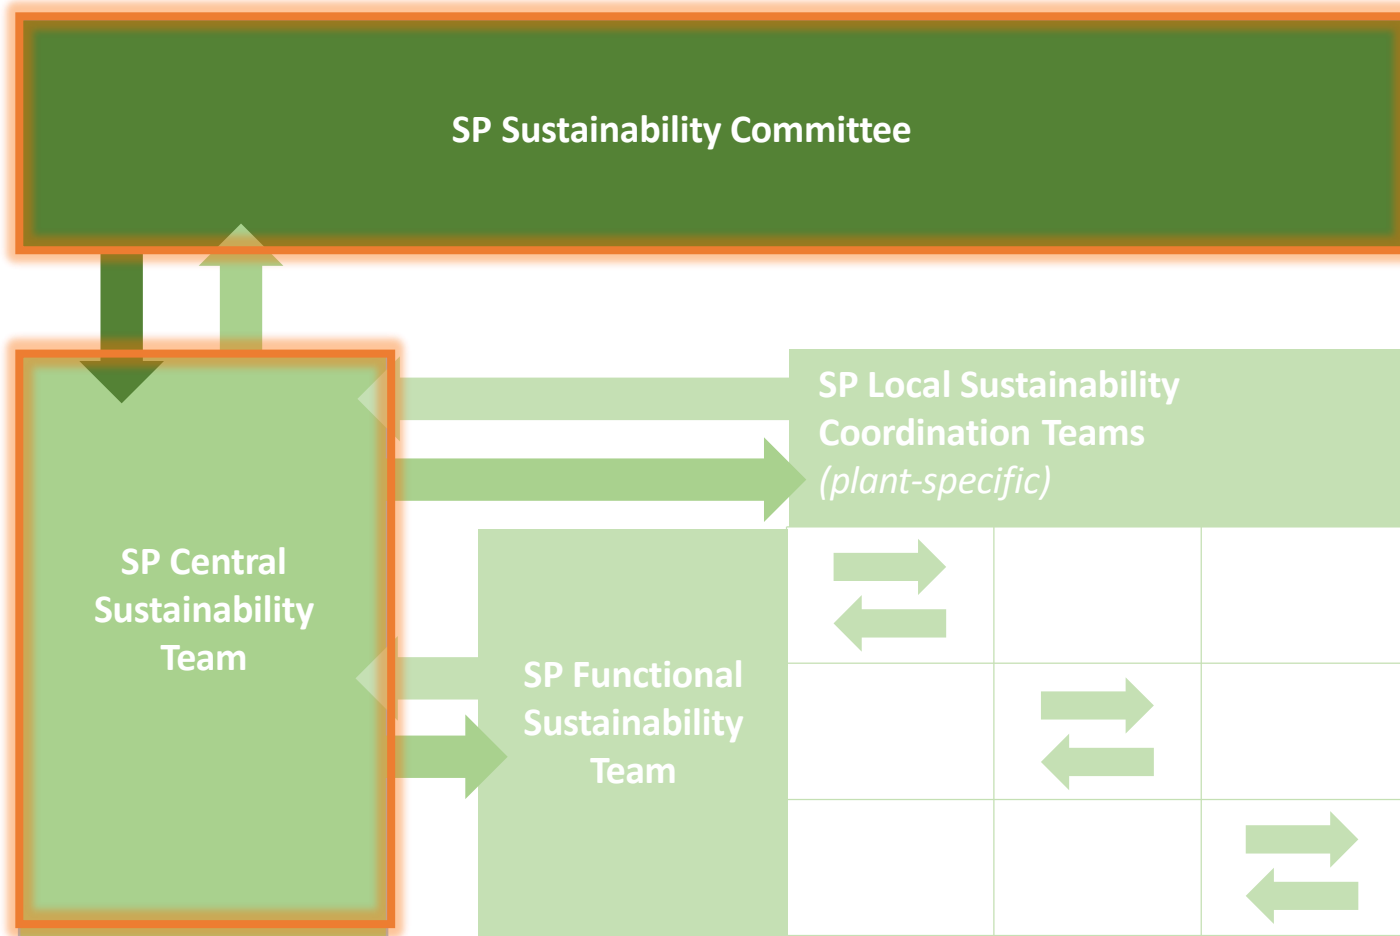 SP Sustainability Committee
SP Local Sustainability
Coordination Teams
(plant-specific)
SP Central
Sustainability
Team
SP Functional
Sustainability
Team